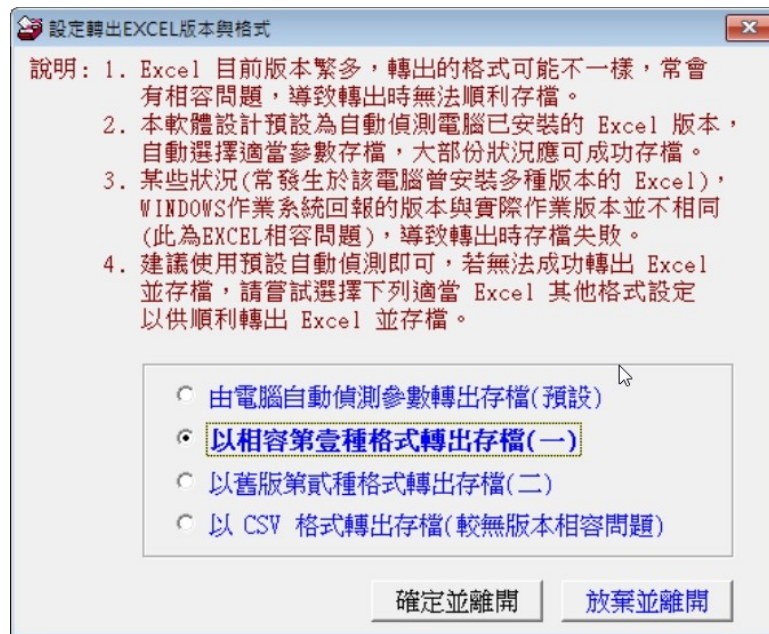 設定轉出EXCEL版本與格式
說明: 1. Excel 目前版本繁多，轉出的格式可能不一樣，常會
有相容問題，導致轉出時無法順利存檔。
2. 本軟體設計預設為自動偵測電腦已安裝的 Excel 版本，
自動選擇適當參數存檔，大部份狀況應可成功存檔。
3. 某些狀況(常發生於該電腦曾安裝多種版本的 Excel)，
WINDOWS作業系統回報的版本與實際作業版本並不相同
(此為EXCEL相容問題)，導致轉出時存檔失敗。
4. 建議使用預設自動偵測即可，若無法成功轉出 Excel
並存檔，請嘗試選擇下列適當 Excel 其他格式設定
以供順利轉出 Excel 並存檔。
由電腦自動偵測參數轉出存檔(預設)
以相容第壹種格式轉出存檔(一)
以舊版第貳種格式轉出存檔(二)
以 CSV 格式轉出存檔(較無版本相容問題)
確定並離開 放棄並離開